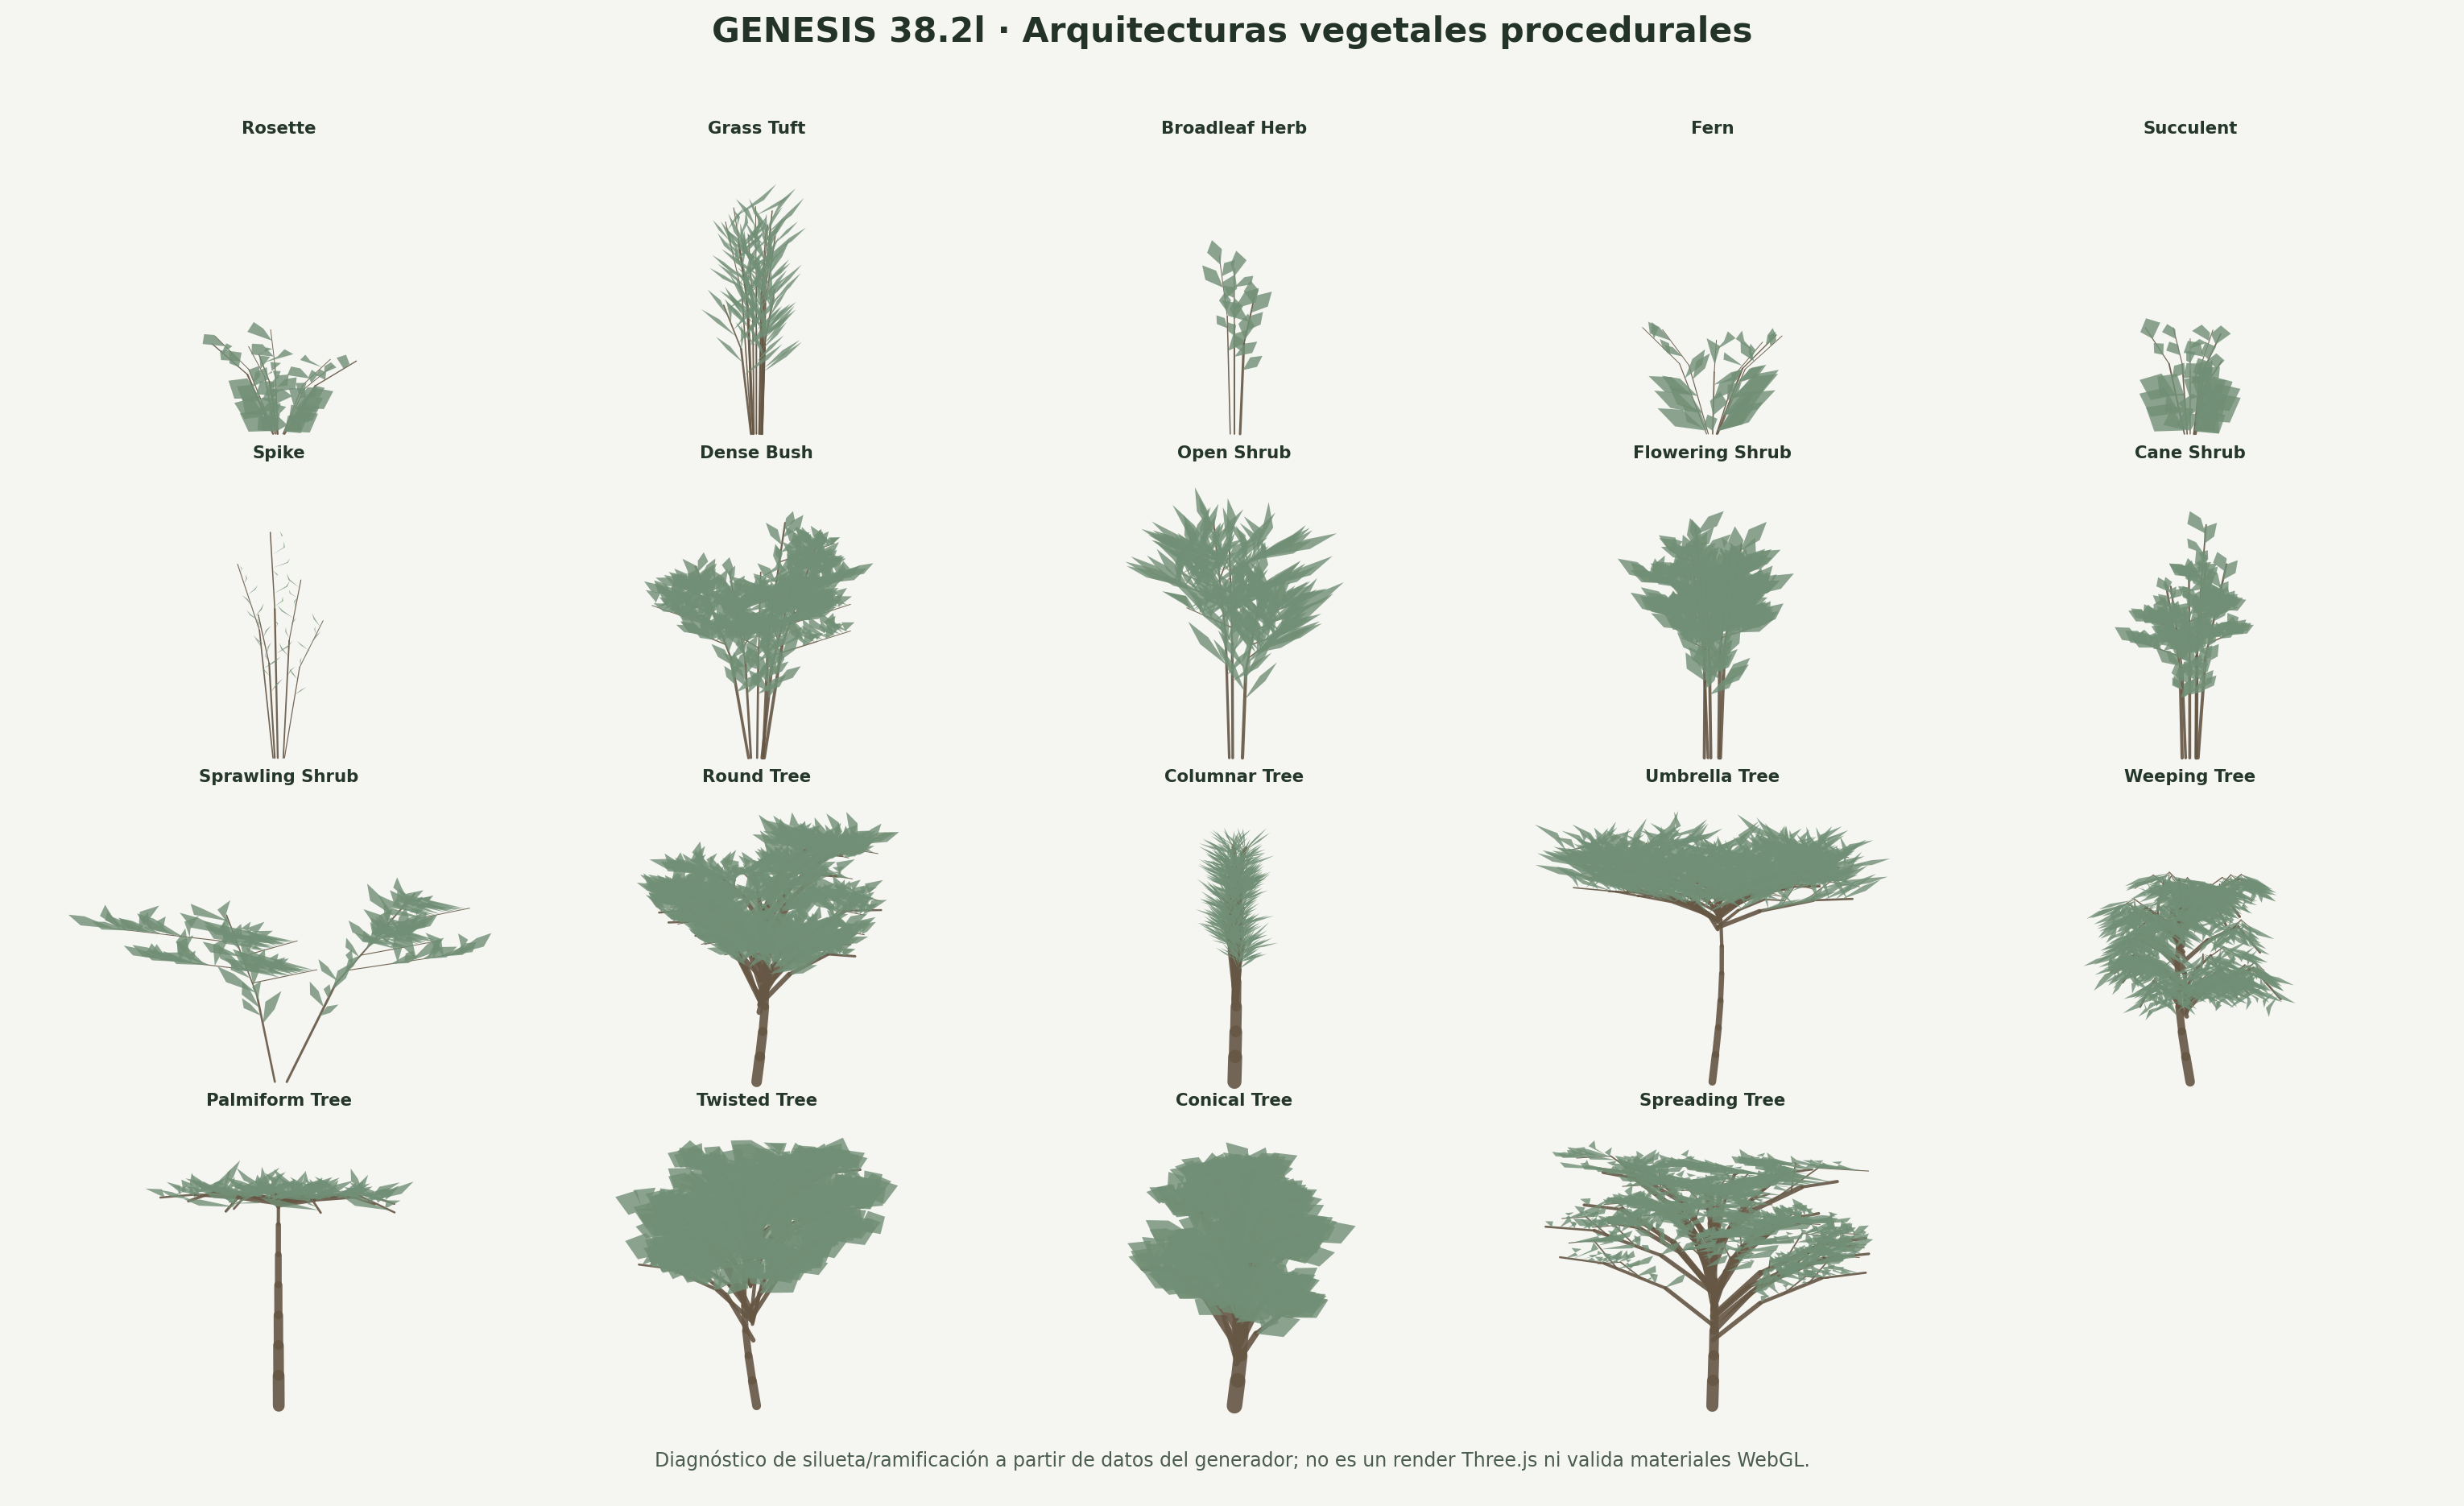 GENESIS 38.2l · Arquitecturas vegetales procedurales
Rosette
Grass Tuft
Broadleaf Herb
Fern
Succulent
Spike
Dense Bush
Open Shrub
Flowering Shrub
Cane Shrub
Sprawling Shrub
Round Tree
Columnar Tree
Umbrella Tree
Weeping Tree
Palmiform Tree
Twisted Tree
Conical Tree
Spreading Tree
Diagnóstico de silueta/ramificación a partir de datos del generador; no es un render Three.js ni valida materiales WebGL.